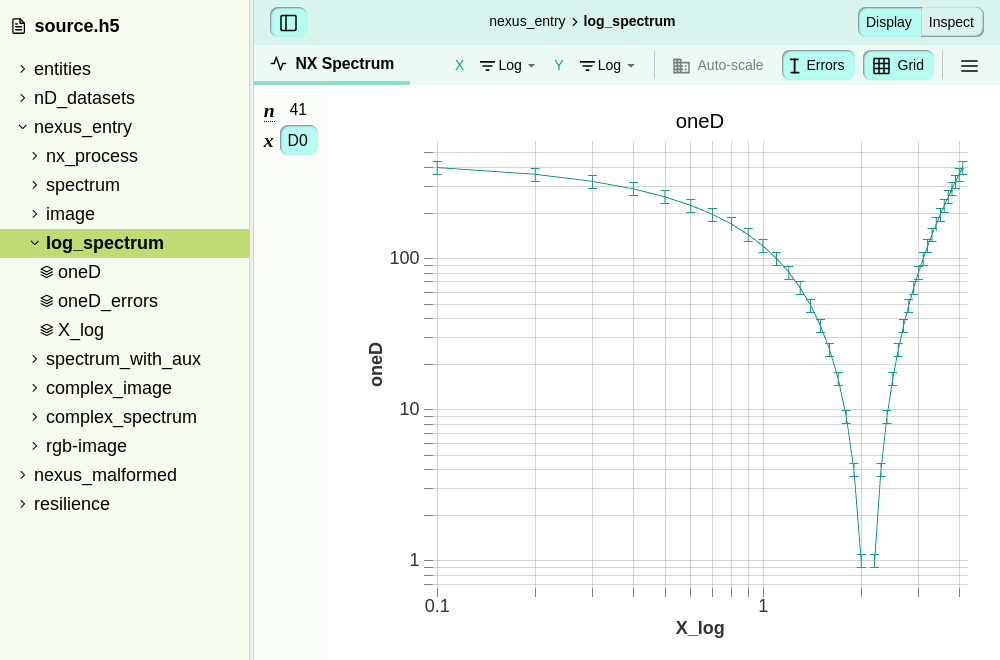 source.h5
entities
nD_datasets
nexus_entry
nx_process
spectrum
image
log_spectrum
oneD
oneD_errors
X_log
spectrum_with_aux
complex_image
complex_spectrum
rgb-image
nexus_malformed
resilience
nexus_entry log_spectrum
Display Inspect
NX Spectrum X Log Y Log Auto-scale Errors Grid
n 41
x D0
oneD
100
10
1
oneD
0.1 1
X_log